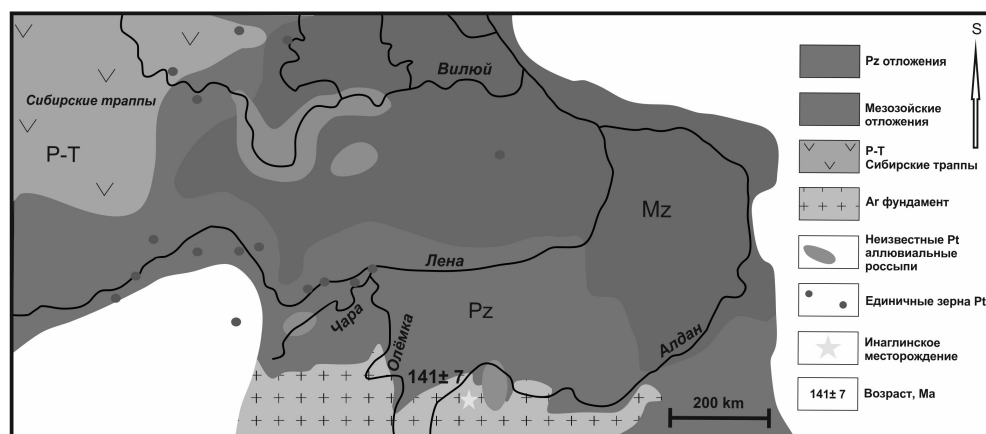 Вилюй
Сибирские траппы
P-T
Mz
Лена
Pz
Чара
Олёмка
Алдан
141± 7
200 km
S
Pz отложения
Мезозойские
отложения
P-T
Сибирские траппы
Ar фундамент
Неизвестные Pt
аллювиальные
россыпи
Единичные зерна Pt
Инаглинское
месторождение
141± 7
Возраст, Ма